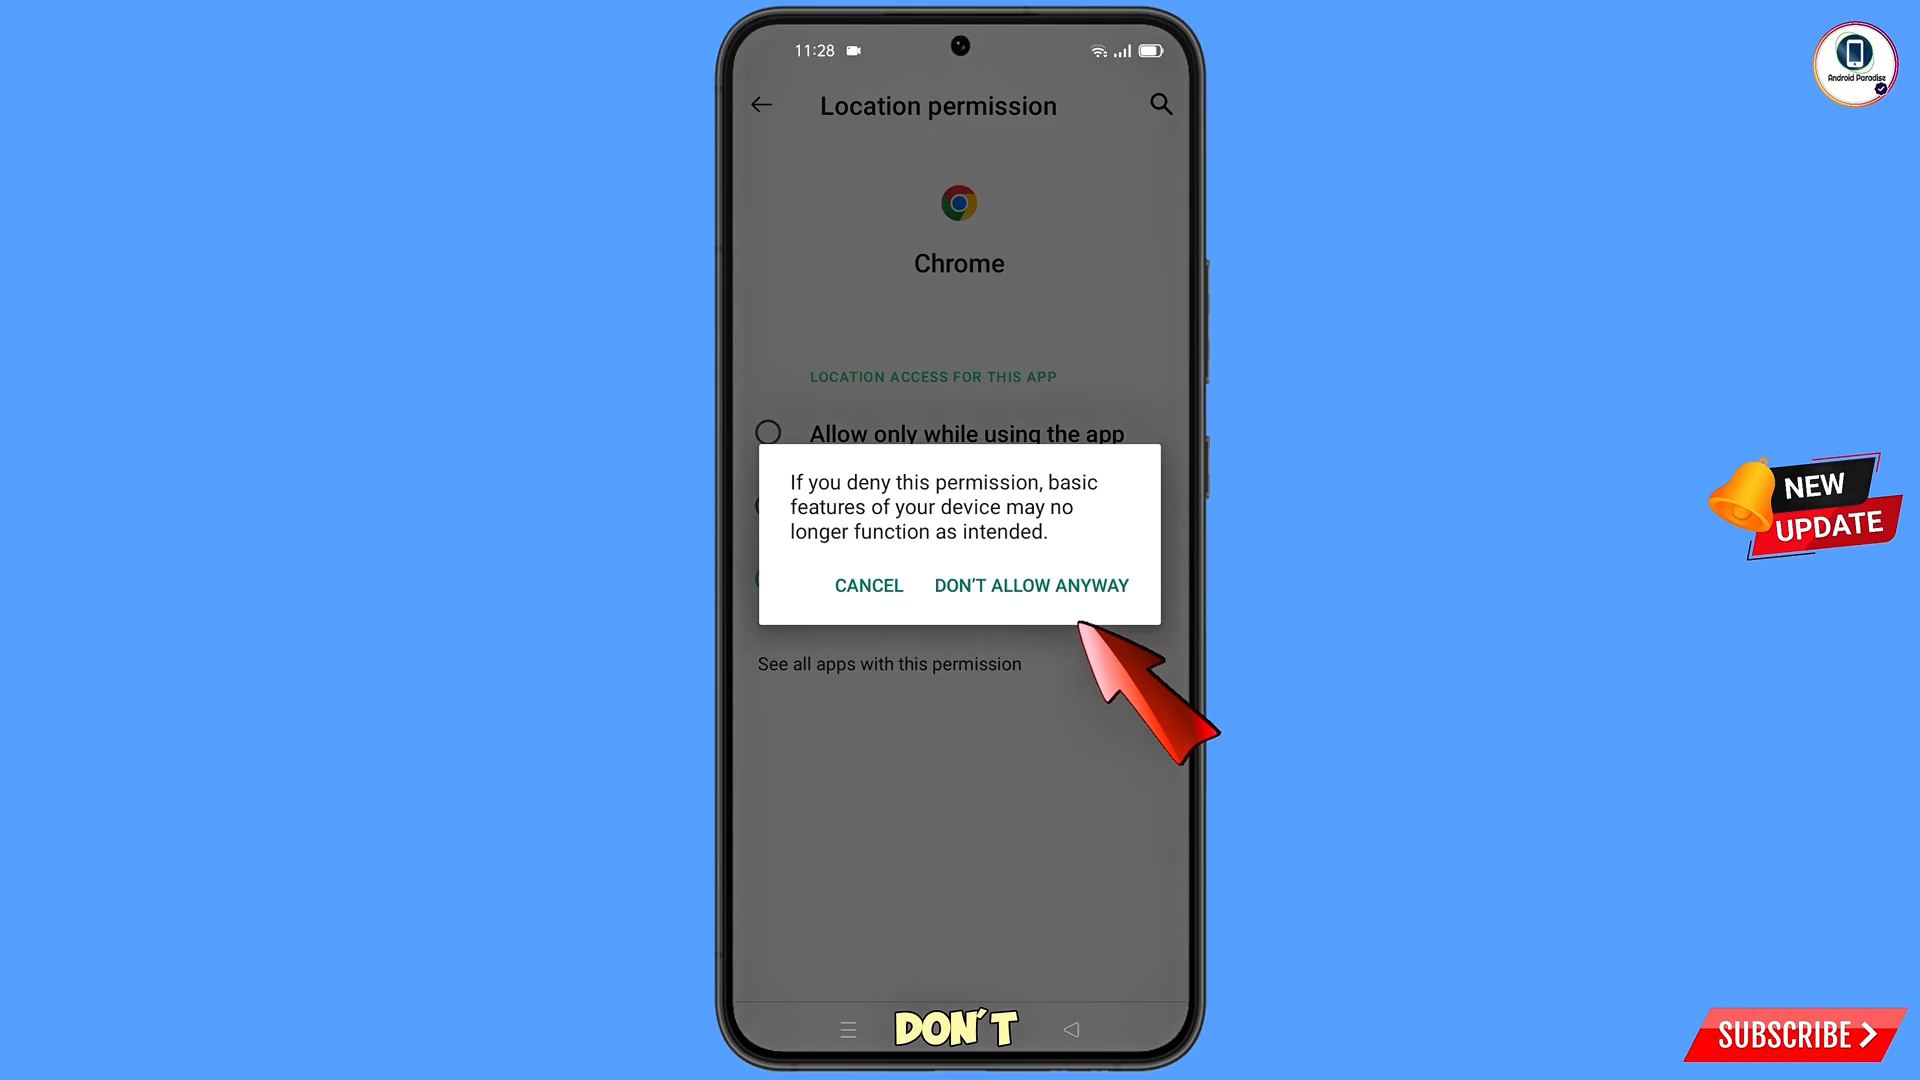 11:28
Android Paradise
Location permission
Chrome
LOCATION ACCESS FOR THIS APP
Allow only while using the app
If you deny this permission, basic
features of your device may no
longer function as intended.
CANCEL DON'T ALLOW ANYWAY
NEW
UPDATE
See all apps with this permission
DON'T
SUBSCRIBE